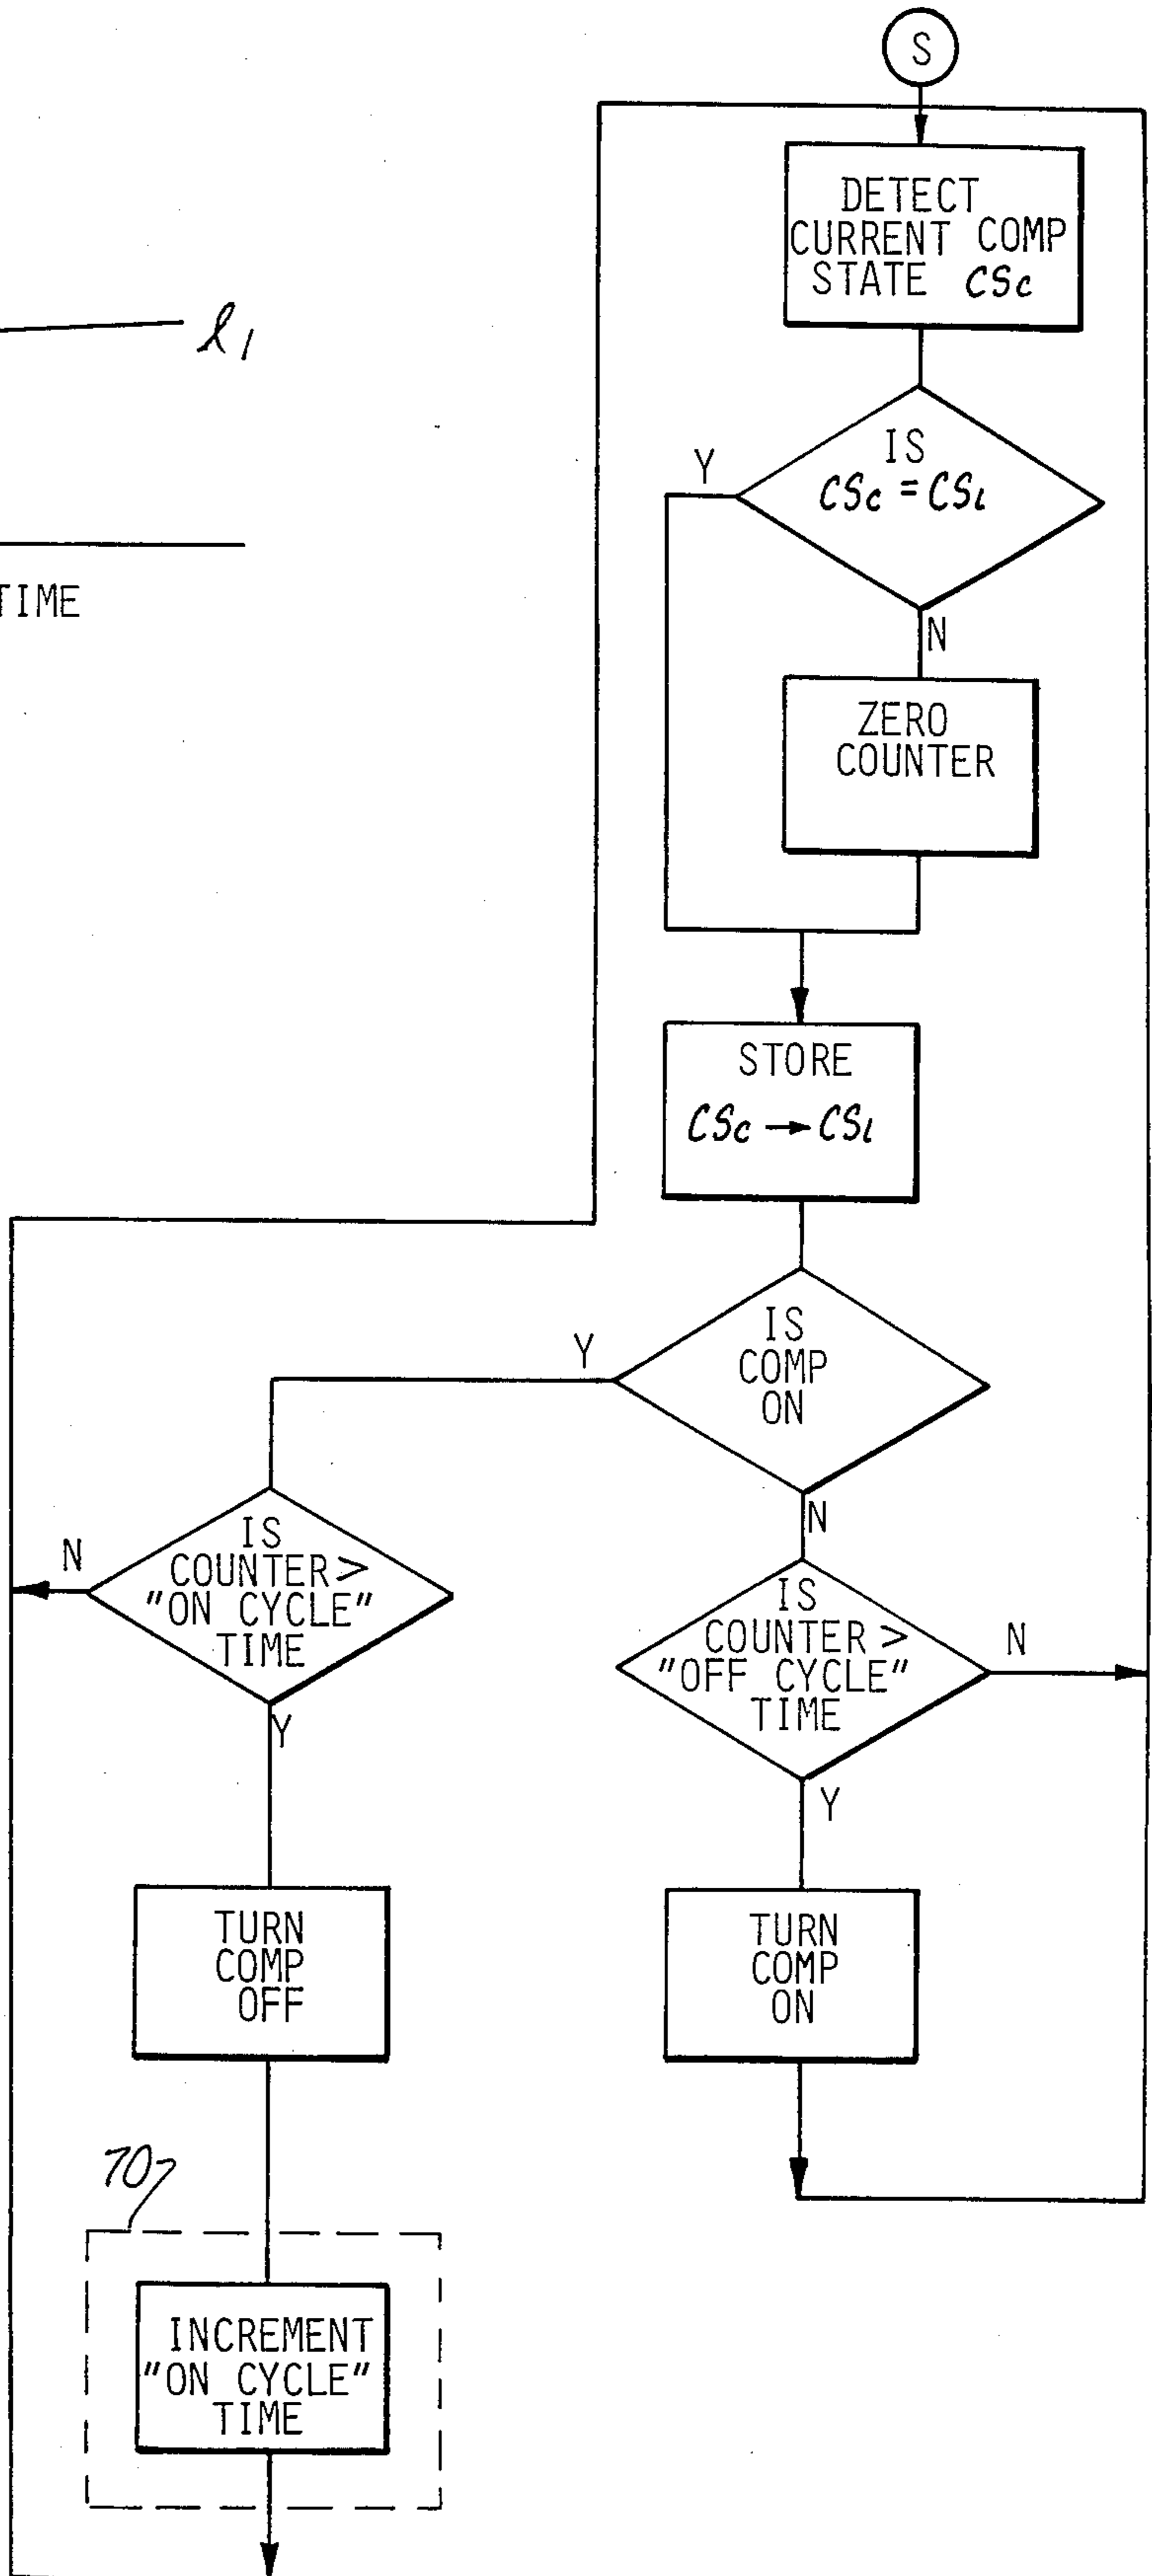 S
DETECT
CURRENT COMP
STATE CSc
l1
IS
CSc = CSl
Y
N
TIME
ZERO
COUNTER
STORE
CSc → CSl
IS
COMP
ON
Y
N
IS
COUNTER >
"ON CYCLE"
TIME
N
Y
IS
COUNTER >
"OFF CYCLE"
TIME
N
Y
TURN
COMP
OFF
TURN
COMP
ON
70
INCREMENT
"ON CYCLE"
TIME